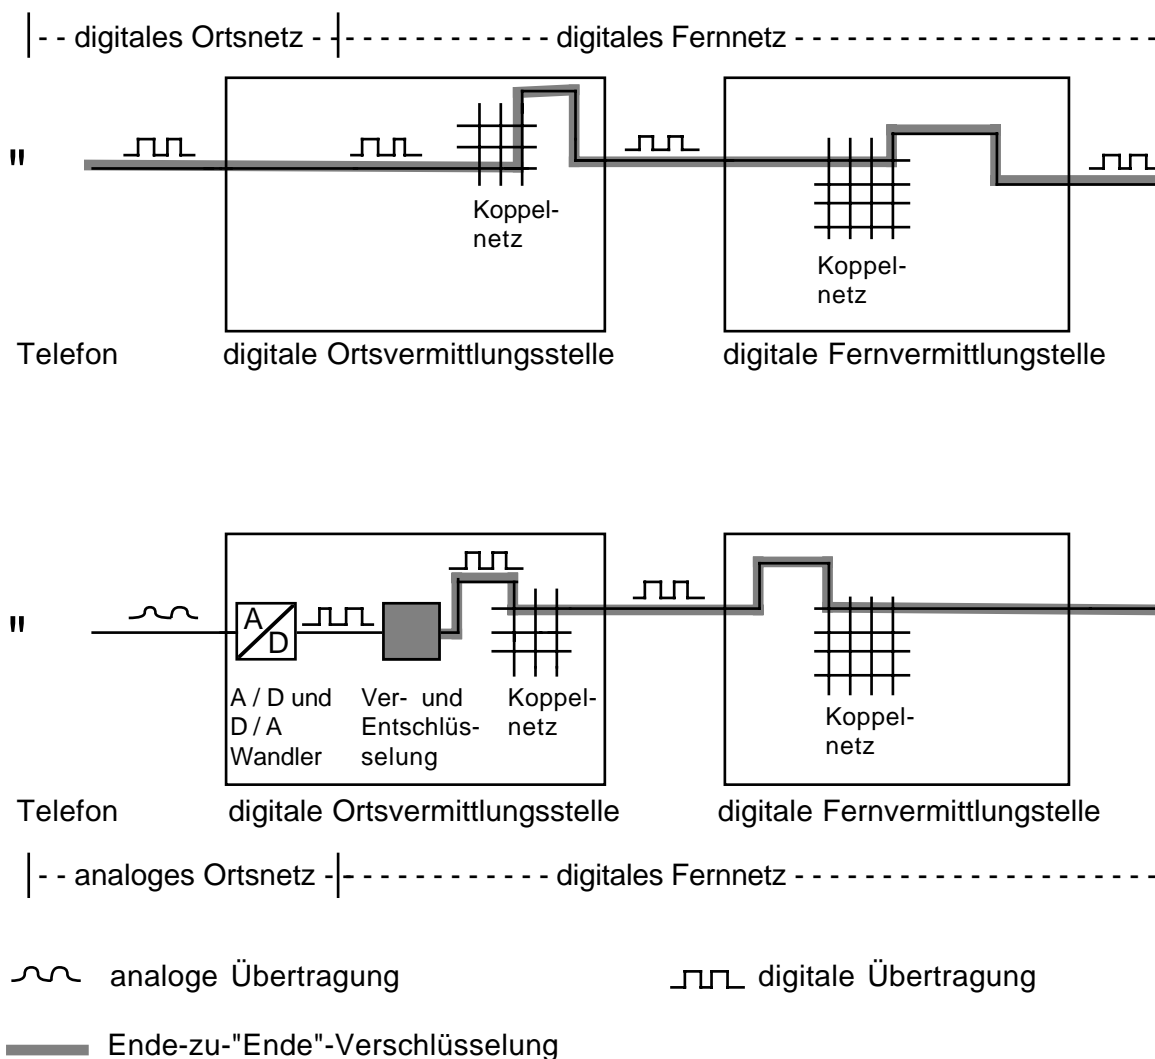 |- - digitales Ortsnetz - -|- - - - - - - - - - - - digitales Fernnetz - - - - - - - - - - - - - - - - - - - -
"
Koppel-
netz
Koppel-
netz
Telefon
digitale Ortsvermittlungsstelle
digitale Fernvermittlungstelle
"
A
D
A / D und
D / A
Wandler
Ver- und
Entschlüs-
selung
Koppel-
netz
Koppel-
netz
Telefon
digitale Ortsvermittlungsstelle
digitale Fernvermittlungstelle
|- - analoges Ortsnetz -|- - - - - - - - - - - - digitales Fernnetz - - - - - - - - - - - - - - - - - - - -
analoge Übertragung
digitale Übertragung
Ende-zu-"Ende"-Verschlüsselung